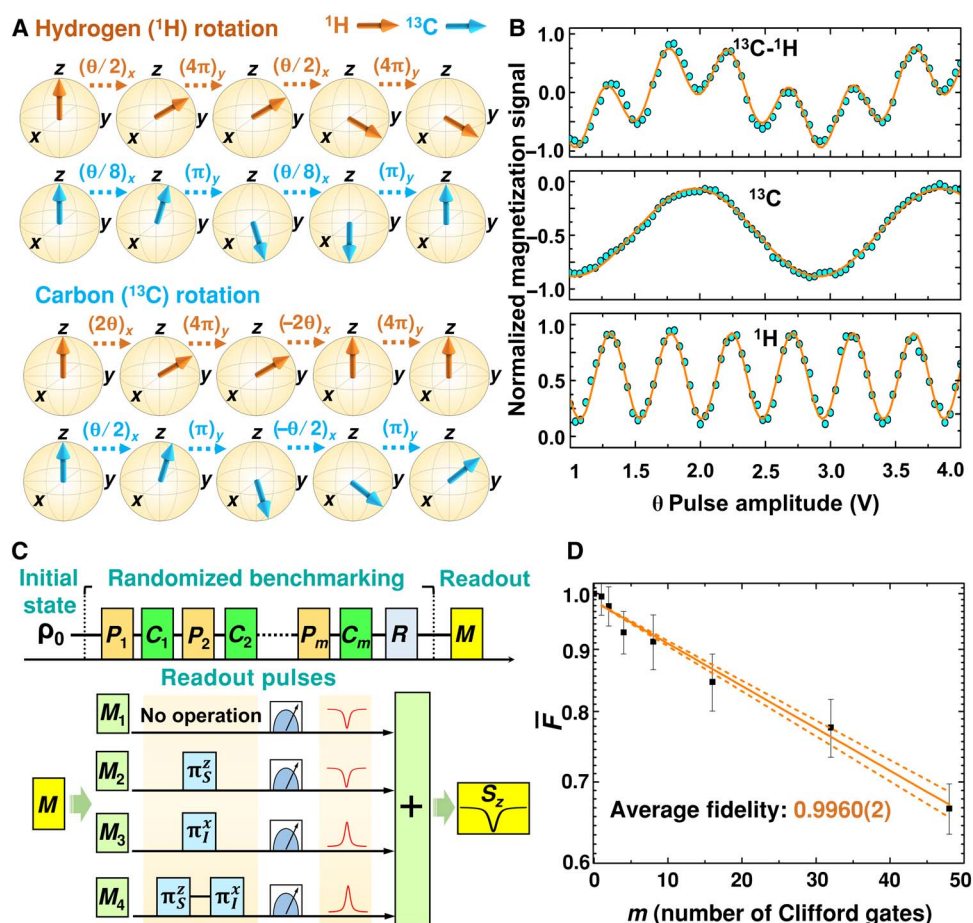 A Hydrogen (¹H) rotation ¹H ¹³C
z (θ/2)ₓ z (4π)ᵧ z (θ/2)ₓ z (4π)ᵧ z
x y x y x y x y x y
(θ/8)ₓ (π)ᵧ (θ/8)ₓ (π)ᵧ
z z z z z
x y x y x y x y x y
Carbon (¹³C) rotation
z (2θ)ₓ z (4π)ᵧ z (−2θ)ₓ z (4π)ᵧ z
x y x y x y x y x y
z (θ/2)ₓ z (π)ᵧ z (−θ/2)ₓ z (π)ᵧ z
x y x y x y x y x y
B
Normalized magnetization signal
1.0
0.0
−1.0
¹³C-¹H
0.0
−0.5
−1.0
¹³C
1.0
0.5
0.0
¹H
1 1.5 2.0 2.5 3.0 3.5 4.0
θ Pulse amplitude (V)
C
Initial state
Randomized benchmarking
Readout
ρ₀ P₁ C₁ P₂ C₂ Pₘ Cₘ R M
Readout pulses
M₁ No operation
M₂ π_S^z
M₃ π_I^x
M₄ π_S^z π_I^x
M
+
S_z
D
F̅
1.0
0.9
0.8
0.7
0.6
Average fidelity: 0.9960(2)
0 10 20 30 40 50
m (number of Clifford gates)